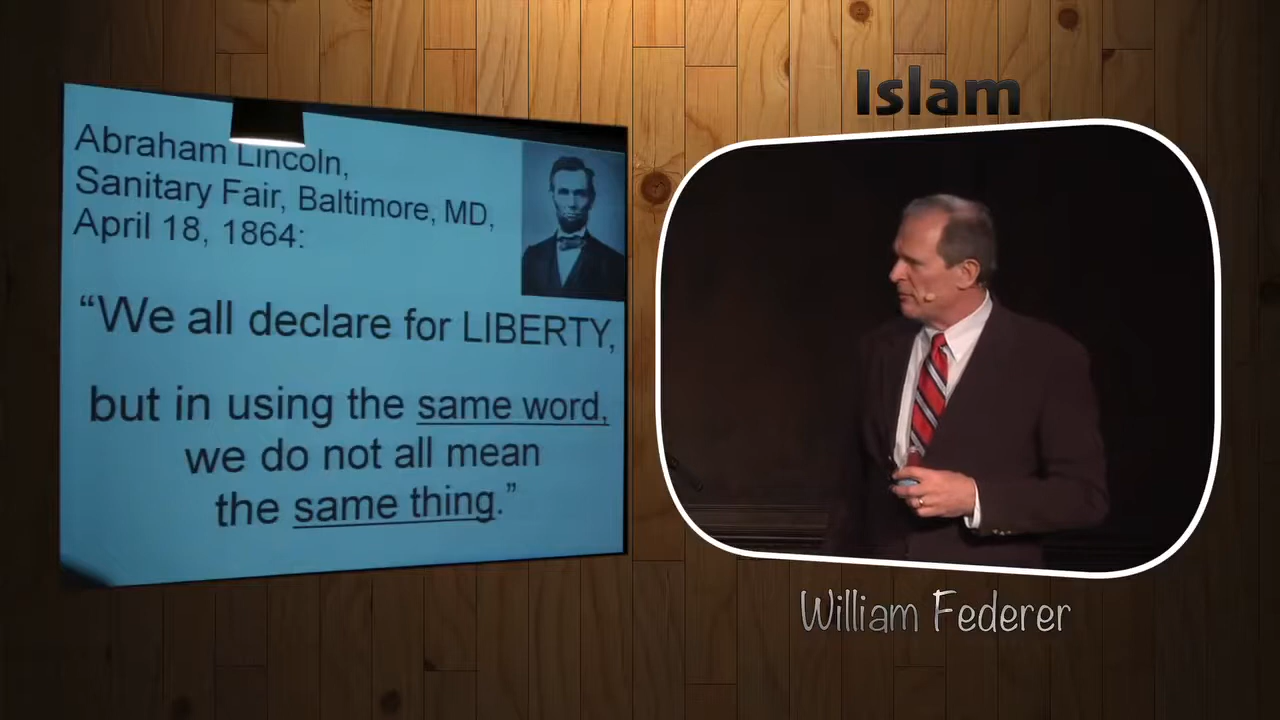 Abraham Lincoln,
Sanitary Fair, Baltimore, MD,
April 18, 1864:
“We all declare for LIBERTY,
but in using the same word,
we do not all mean
the same thing.”
Islam
William Federer